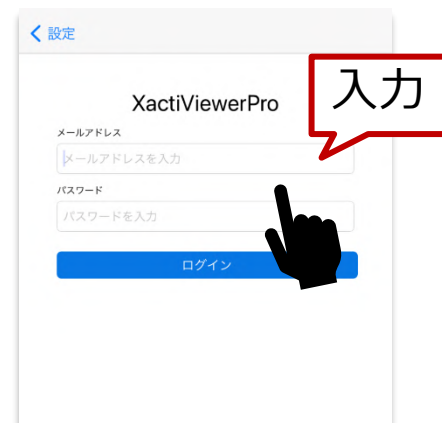 設定
入力
XactiViewerPro
メールアドレス
メールアドレスを入力
パスワード
パスワードを入力
ログイン